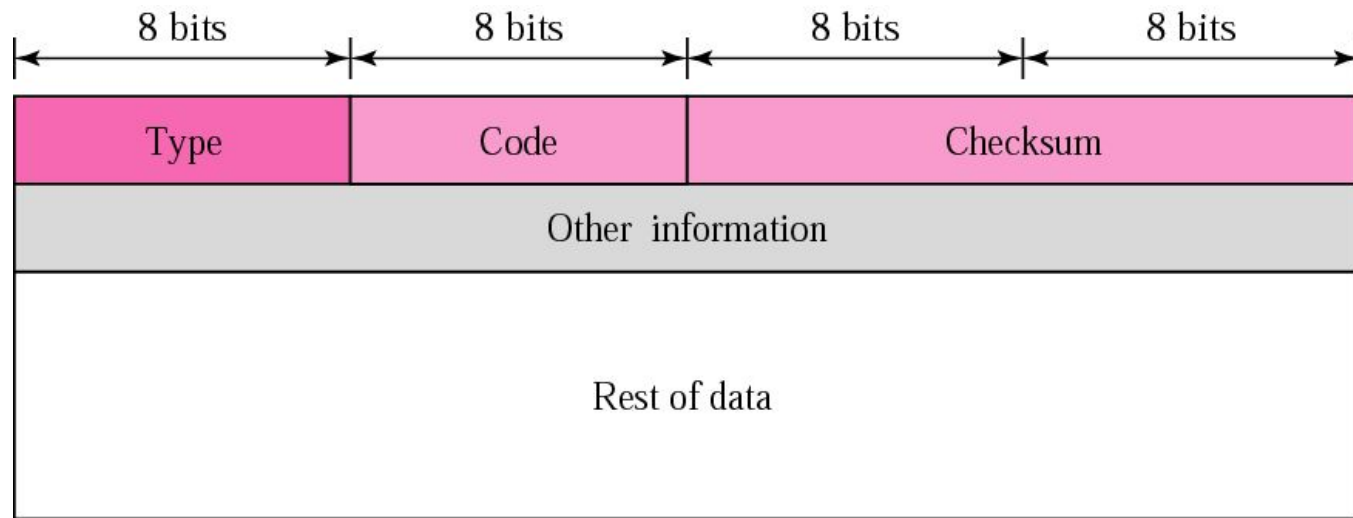 8 bits 8 bits 8 bits 8 bits
Type Code Checksum
Other information
Rest of data